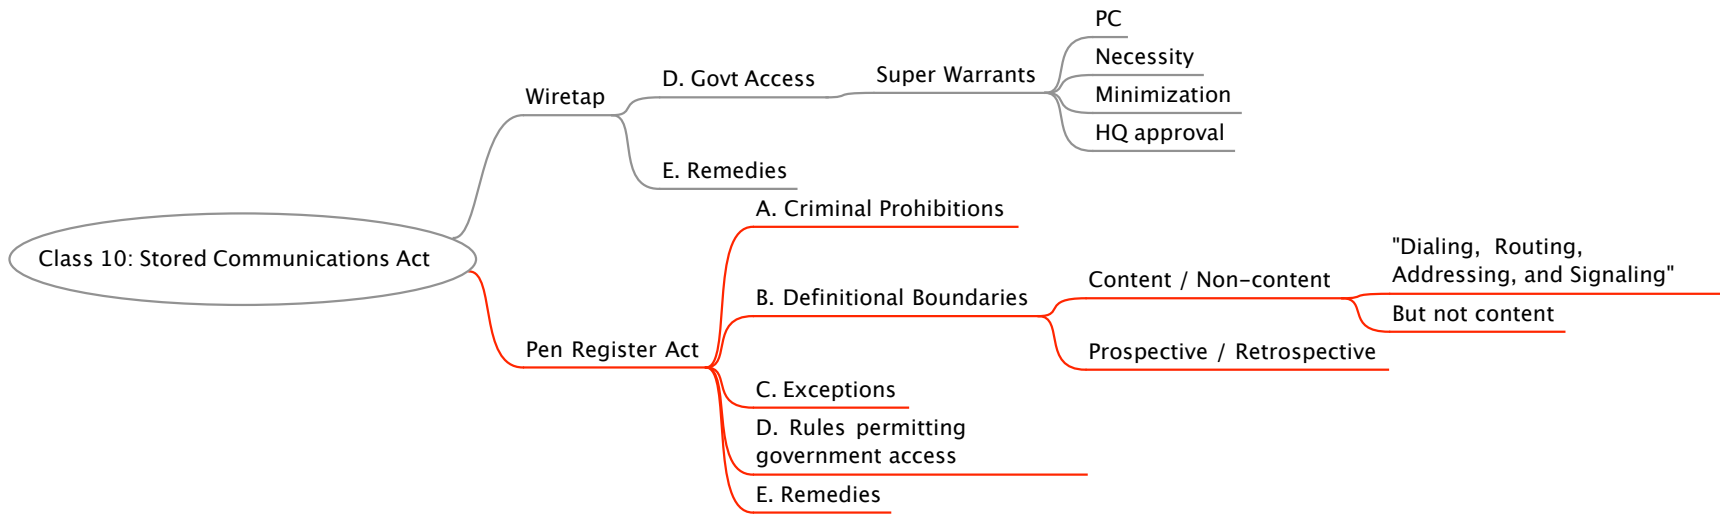 Class 10: Stored Communications Act
Wiretap
D. Govt Access
Super Warrants
PC
Necessity
Minimization
HQ approval
E. Remedies
Pen Register Act
A. Criminal Prohibitions
B. Definitional Boundaries
Content / Non-content
"Dialing, Routing,
Addressing, and Signaling"
But not content
Prospective / Retrospective
C. Exceptions
D. Rules permitting
government access
E. Remedies